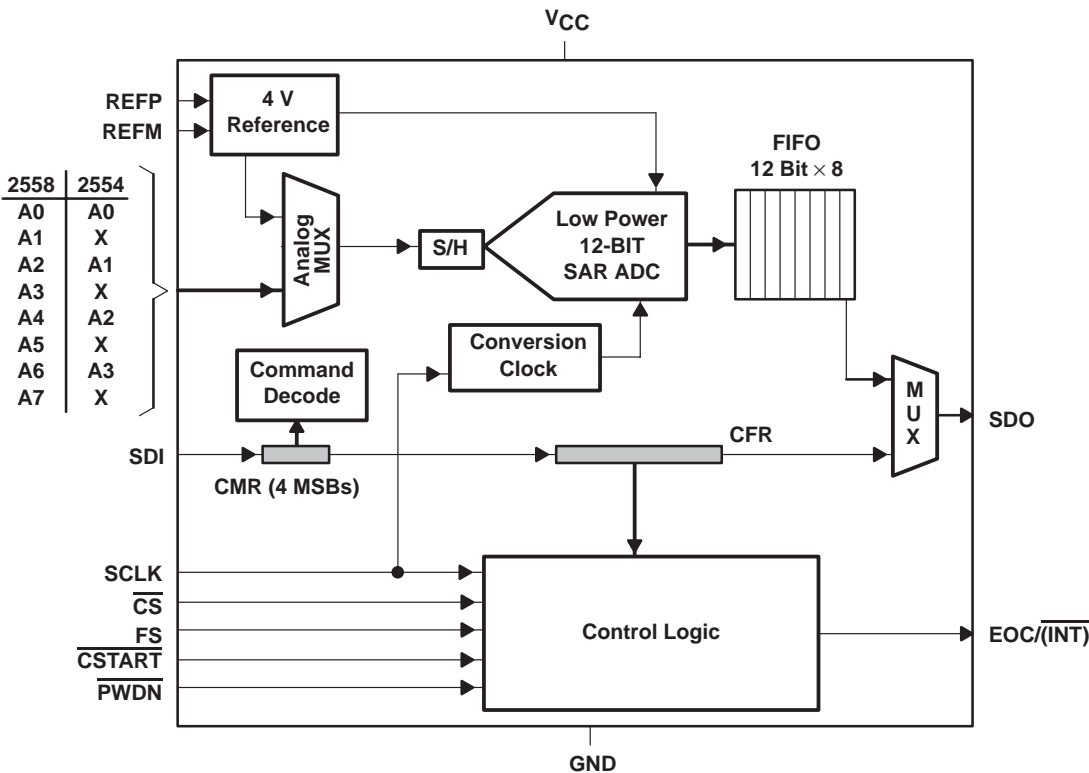 VCC
REFP
REFM
4 V
Reference
2558 2554
A0 A0
A1 X
A2 A1
A3 X
A4 A2
A5 X
A6 A3
A7 X
Analog
MUX
S/H
Low Power
12-BIT
SAR ADC
FIFO
12 Bit × 8
Conversion
Clock
Command
Decode
MUX
SDO
SDI
CMR (4 MSBs)
CFR
SCLK
CS
FS
CSTART
PWDN
Control Logic
EOC/(INT)
GND